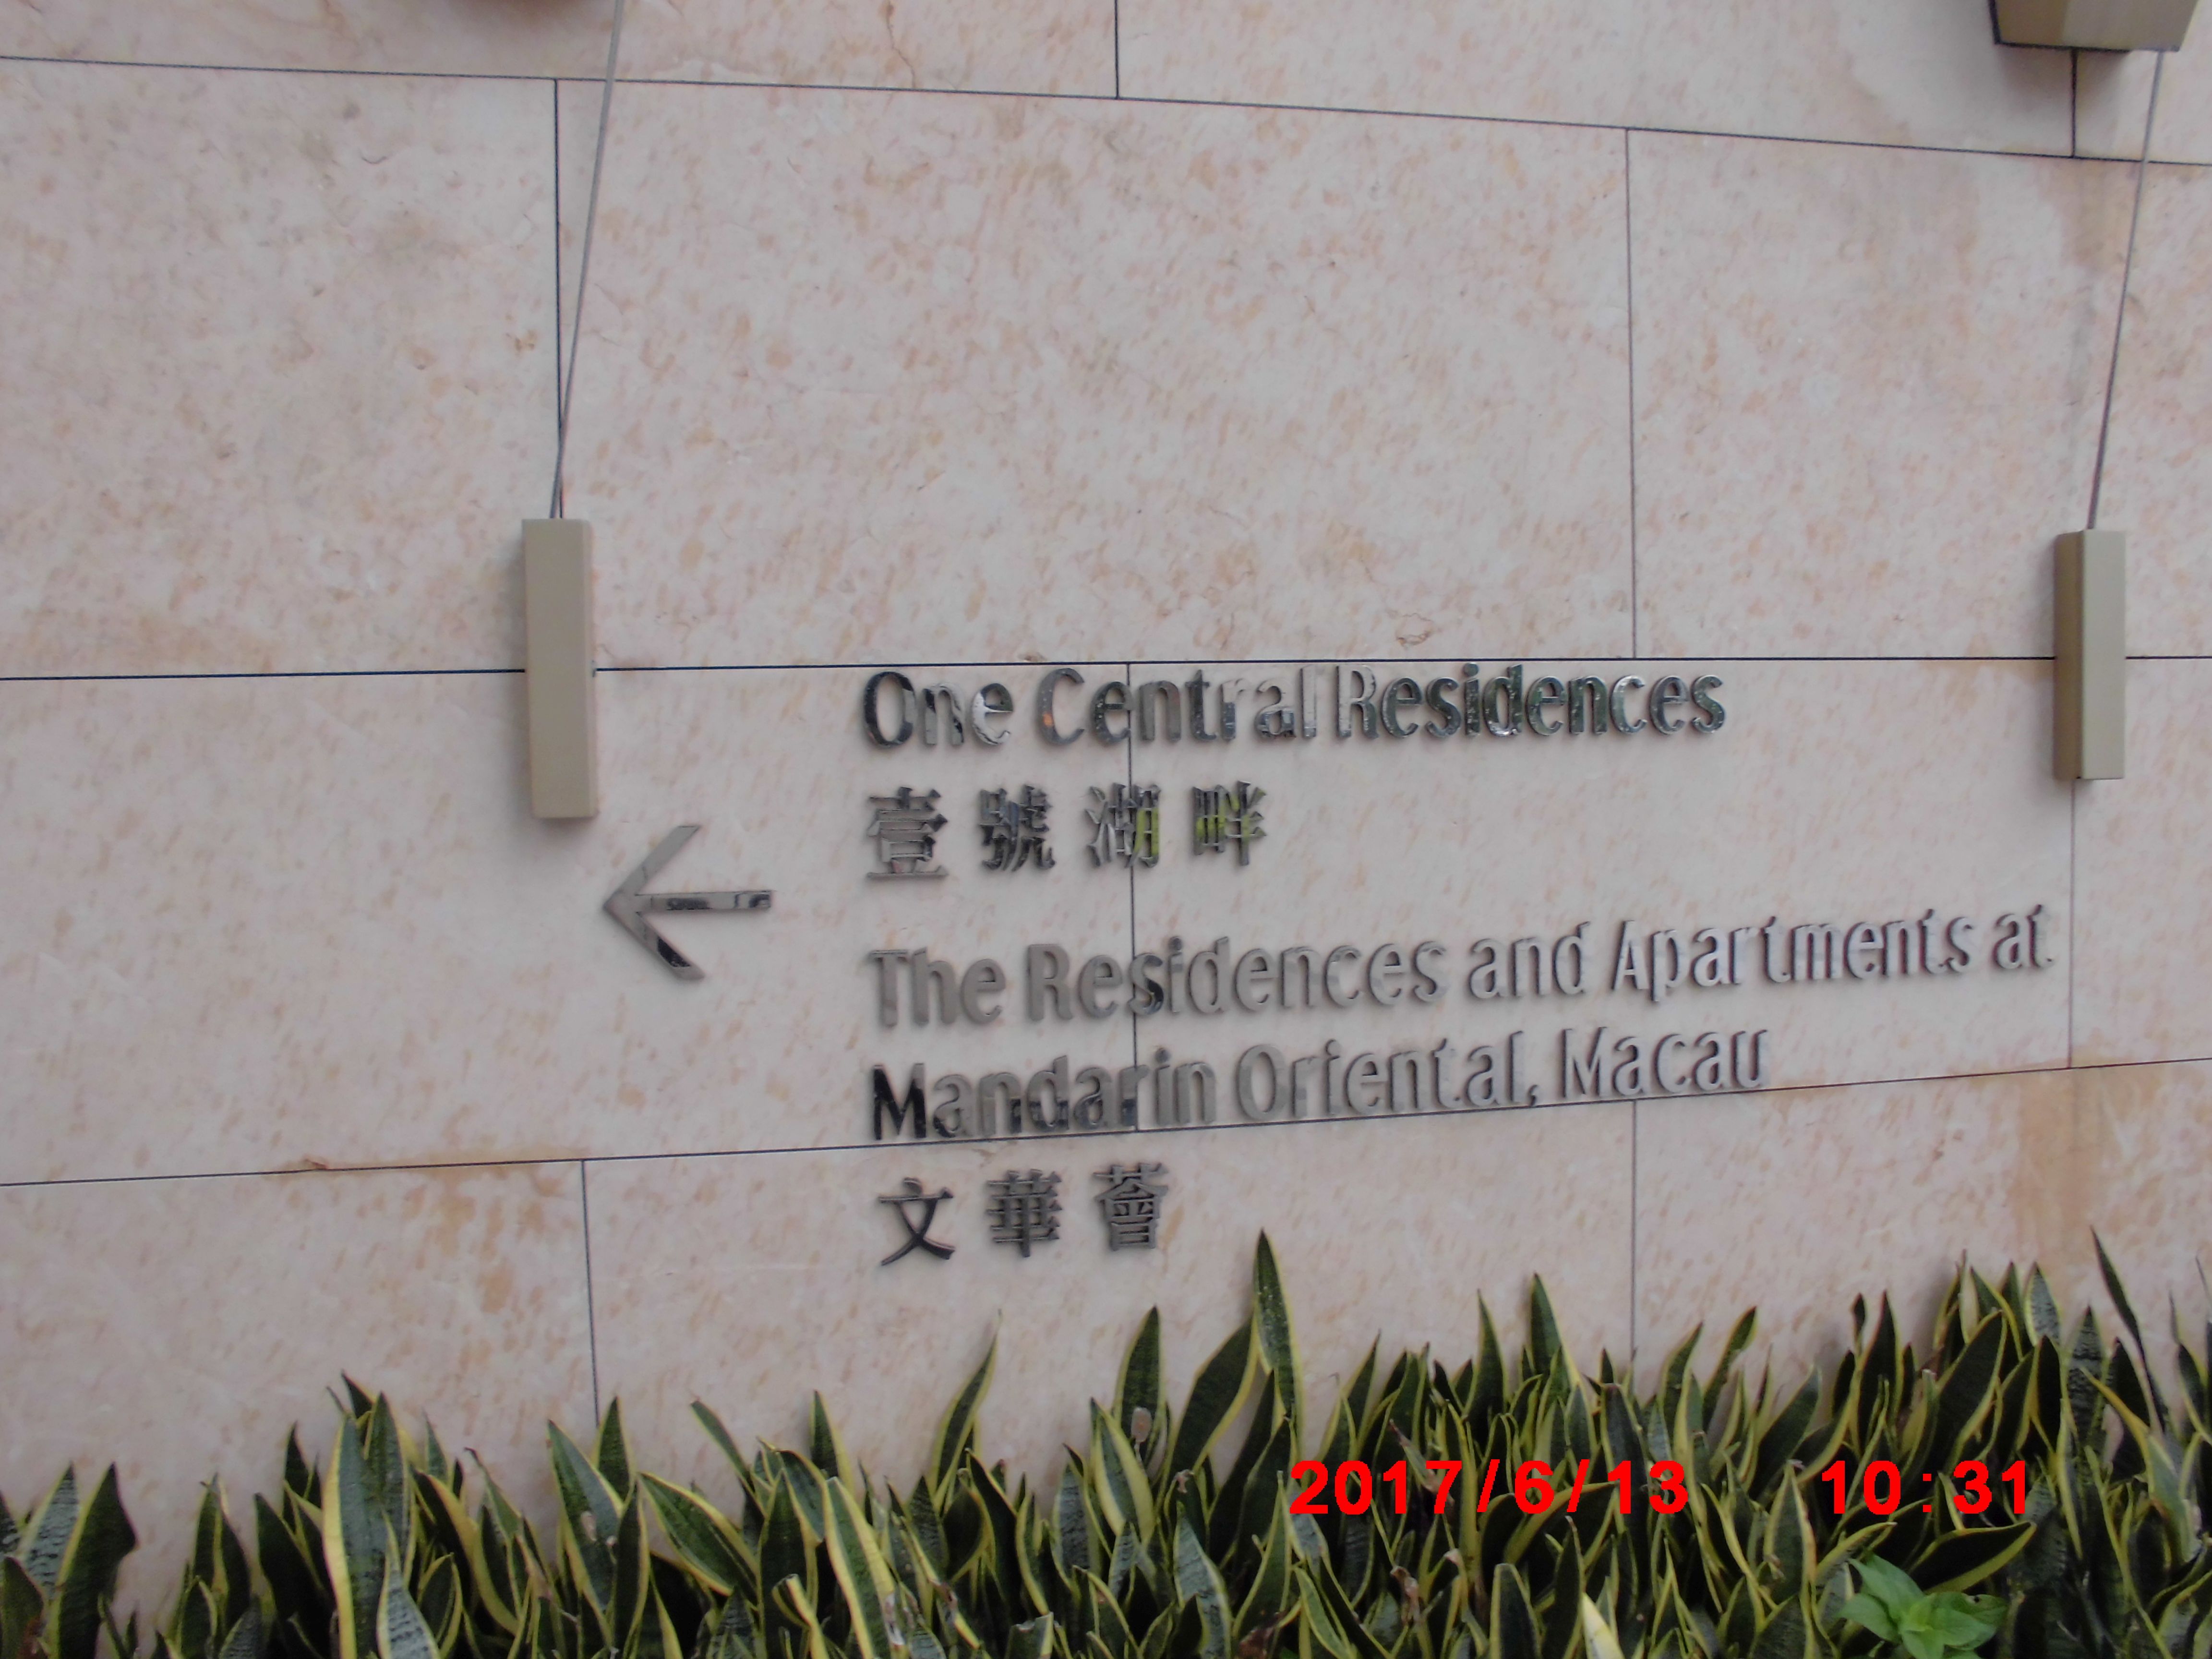 One Central Residences
壹號湖畔
The Residences and Apartments at
Mandarin Oriental, Macau
文華薈
2017/6/13 10:31